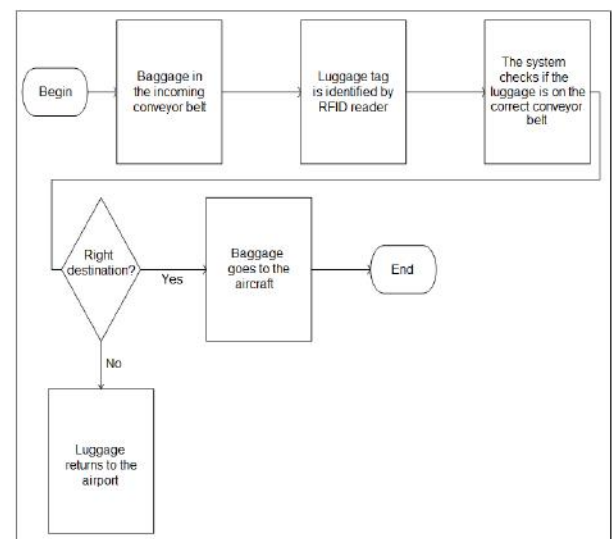 Begin
Baggage in
the incoming
conveyor belt
Luggage tag
is identified by
RFID reader
The system
checks if the
luggage is on the
correct conveyor
belt
Right
destination?
Yes
Baggage
goes to the
aircraft
End
No
Luggage
returns to the
airport